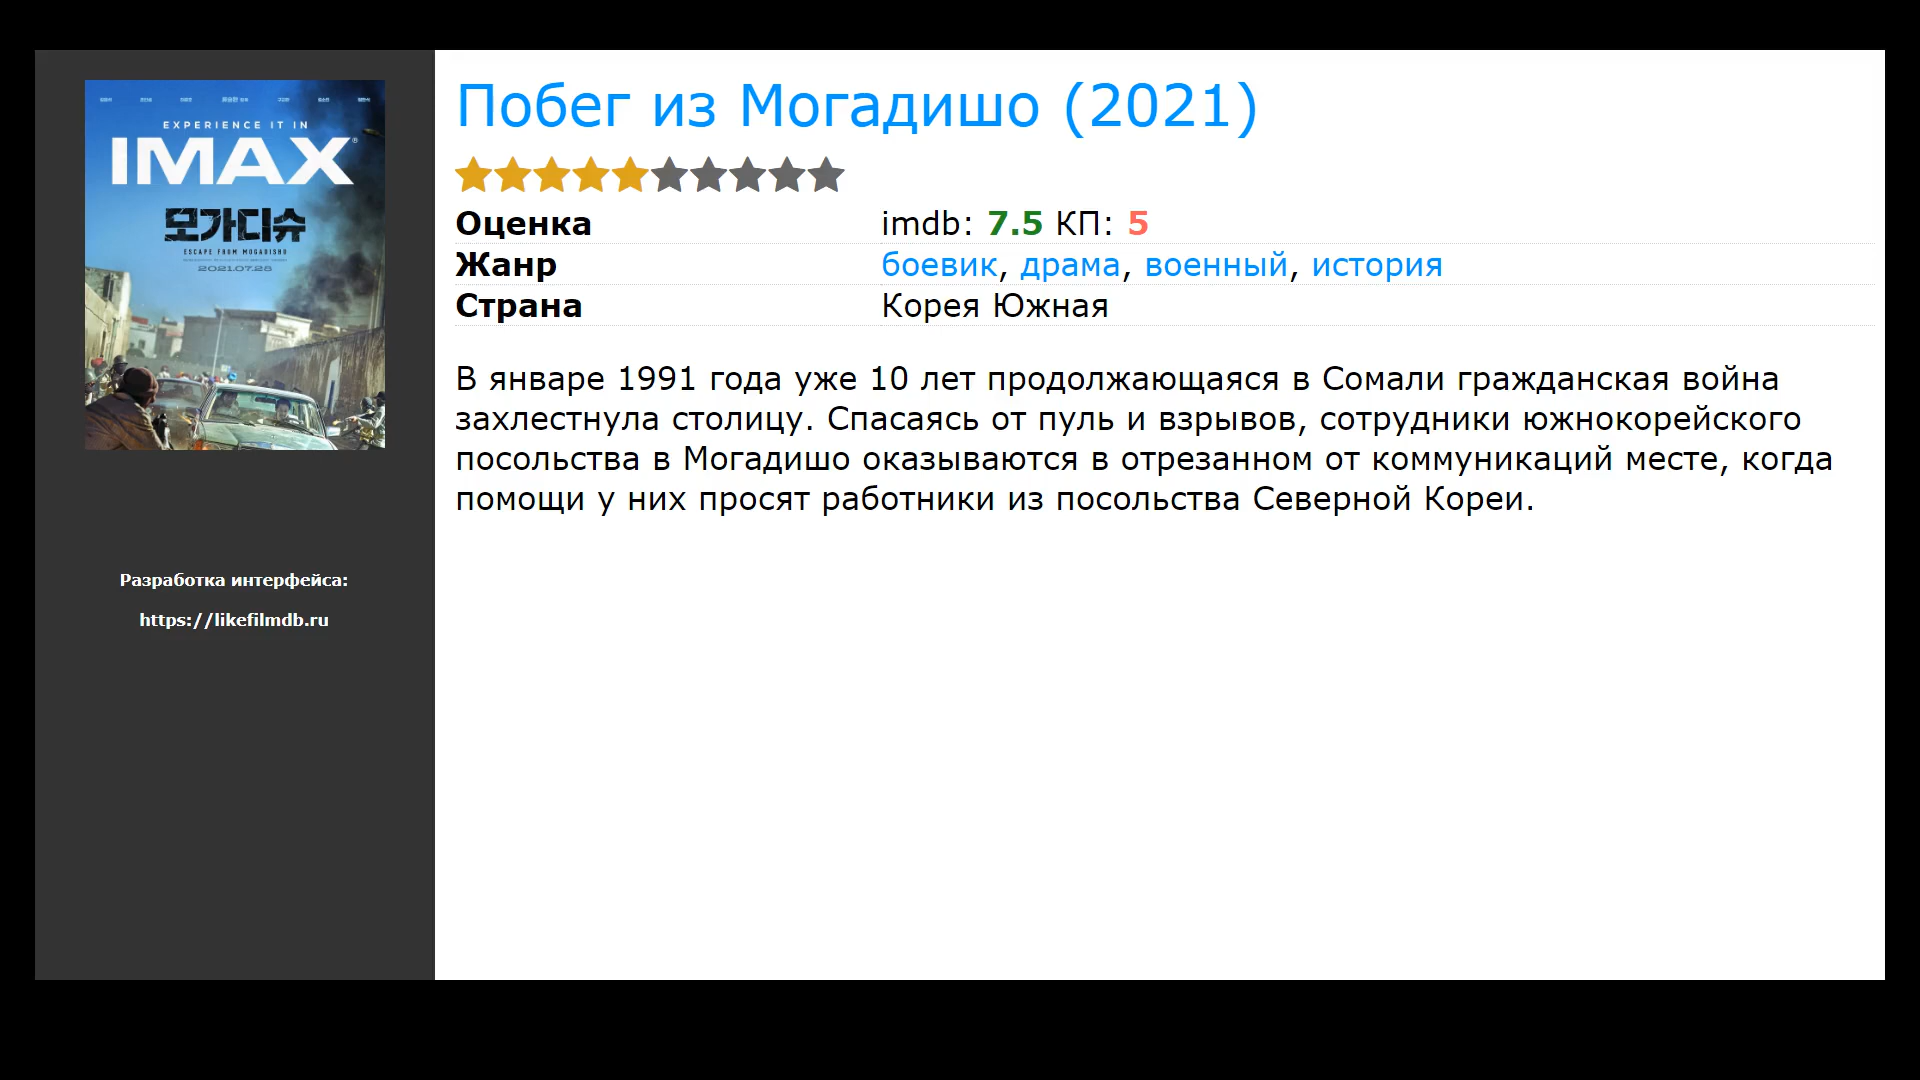 EXPERIENCE IT IN
IMAX
모가디슈
ESCAPE FROM MOGADISHU
2021.07.28
Разработка интерфейса:
https://likefilmdb.ru
Побег из Могадишо (2021)
Оценка imdb: 7.5 КП: 5
Жанр боевик, драма, военный, история
Страна Корея Южная
В январе 1991 года уже 10 лет продолжающаяся в Сомали гражданская война
захлестнула столицу. Спасаясь от пуль и взрывов, сотрудники южнокорейского
посольства в Могадишо оказываются в отрезанном от коммуникаций месте, когда
помощи у них просят работники из посольства Северной Кореи.